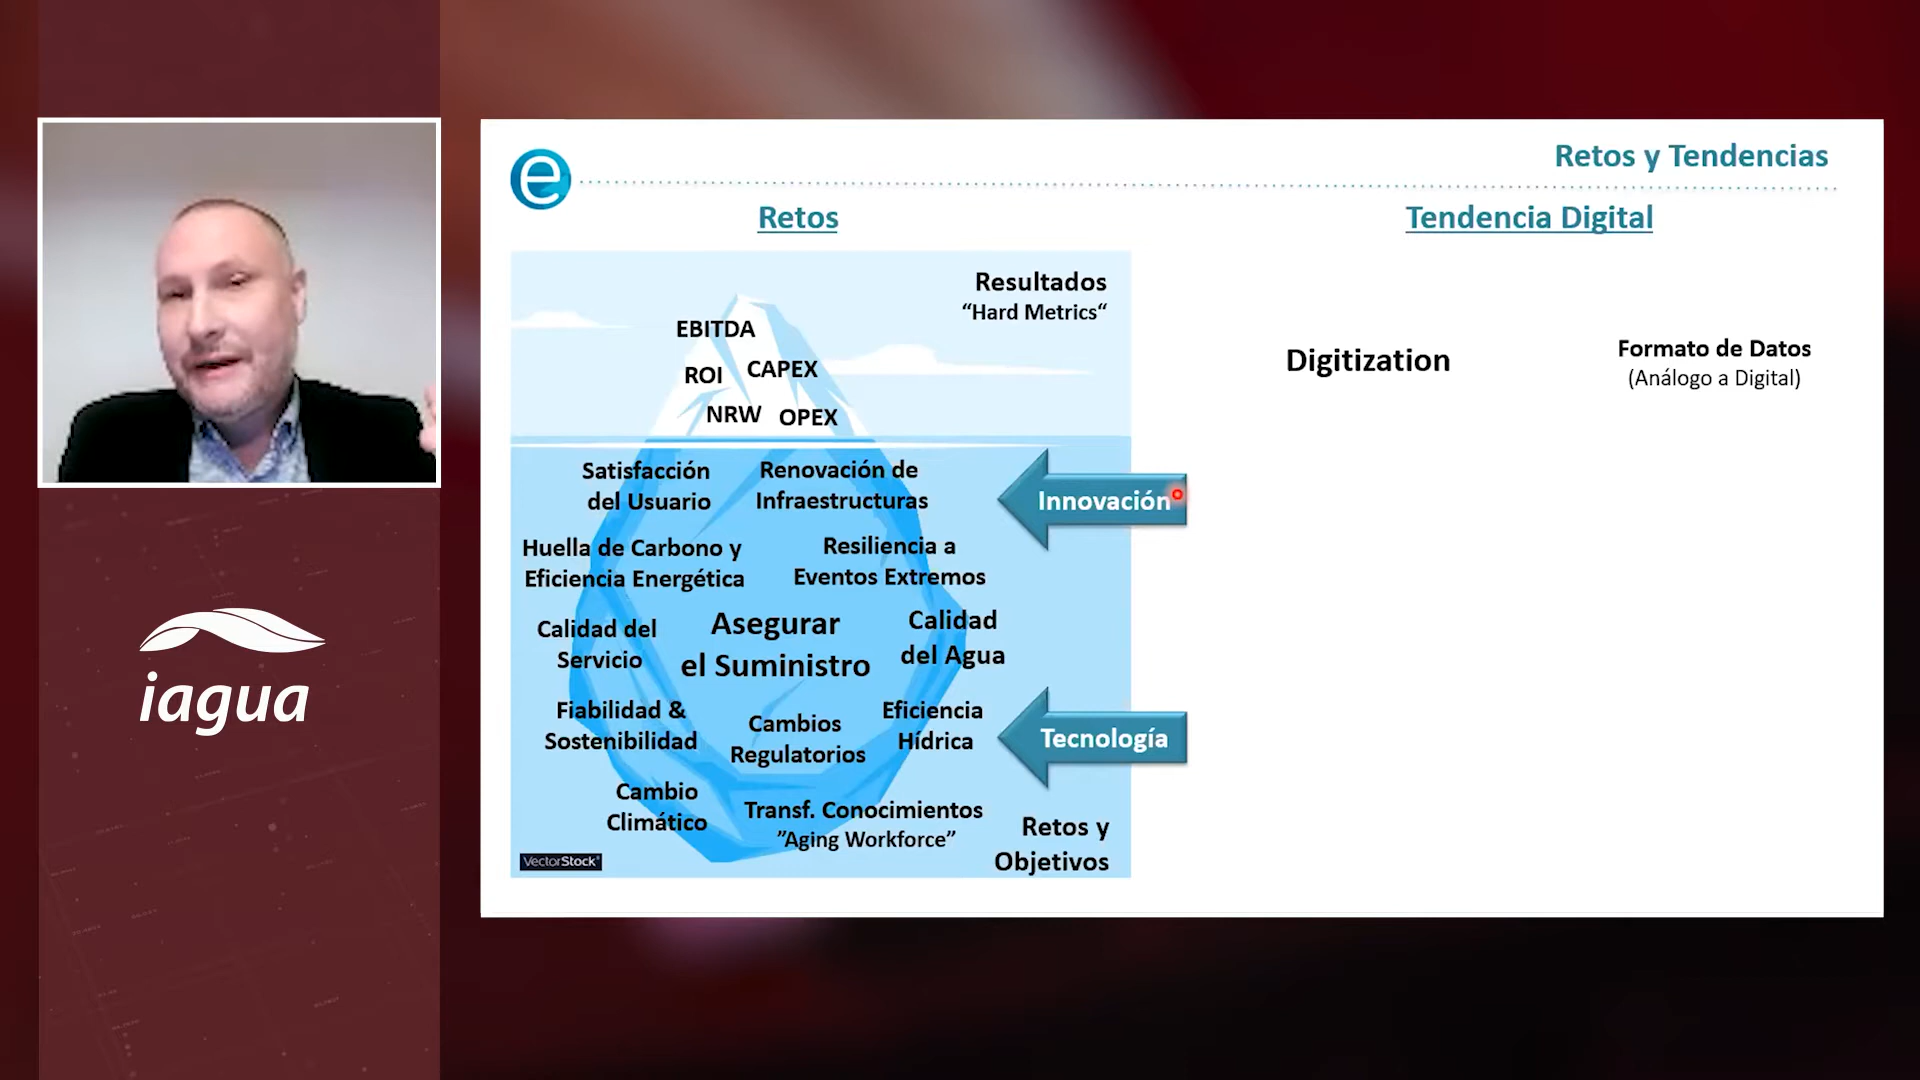 Retos y Tendencias
Retos
Tendencia Digital
Resultados
“Hard Metrics“
EBITDA
ROI
CAPEX
NRW
OPEX
Satisfacción
del Usuario
Renovación de
Infraestructuras
Innovación
Huella de Carbono y
Eficiencia Energética
Resiliencia a
Eventos Extremos
Calidad del
Servicio
Asegurar
el Suministro
Calidad
del Agua
Fiabilidad &
Sostenibilidad
Cambios
Regulatorios
Eficiencia
Hídrica
Tecnología
Cambio
Climático
Transf. Conocimientos
”Aging Workforce”
Retos y
Objetivos
VectorStock®
Digitization
Formato de Datos
(Análogo a Digital)
e
iagua